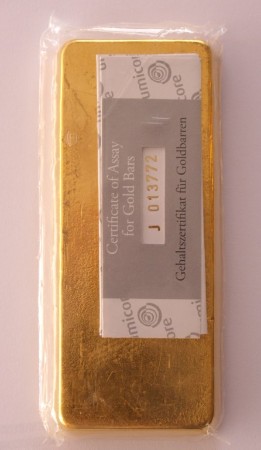 umicore
Certificate of Assay
for Gold Bars
J 013772
Gehaltszertifikat für Goldbarren
umicore